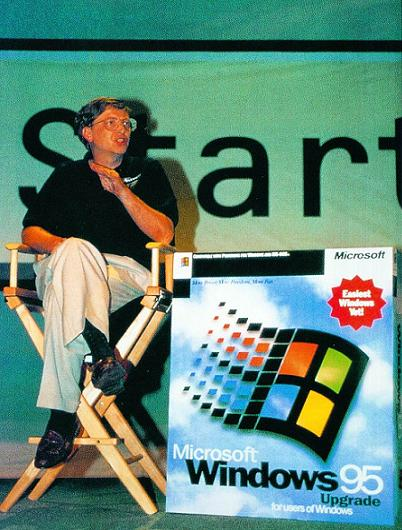 Start
Microsoft
Easiest
Windows
Yet!
Microsoft
Windows 95
Upgrade
for users of Windows